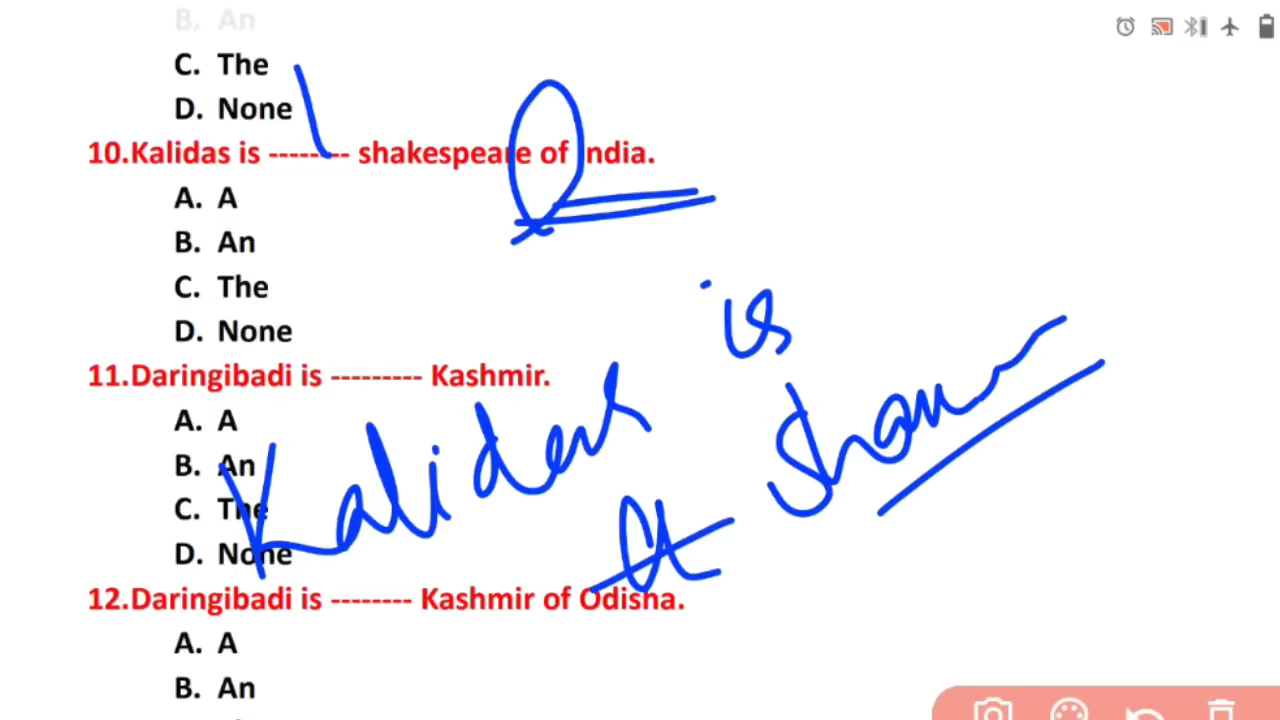 B. An
C. The
D. None
10.Kalidas is -------- shakespeare of India.
A. A
B. An
C. The
D. None
is
11.Daringibadi is --------- Kashmir.
A. A
Kalidas
B. An
C. The
D. None
12.Daringibadi is -------- Kashmir of Odisha.
A. A
B. An